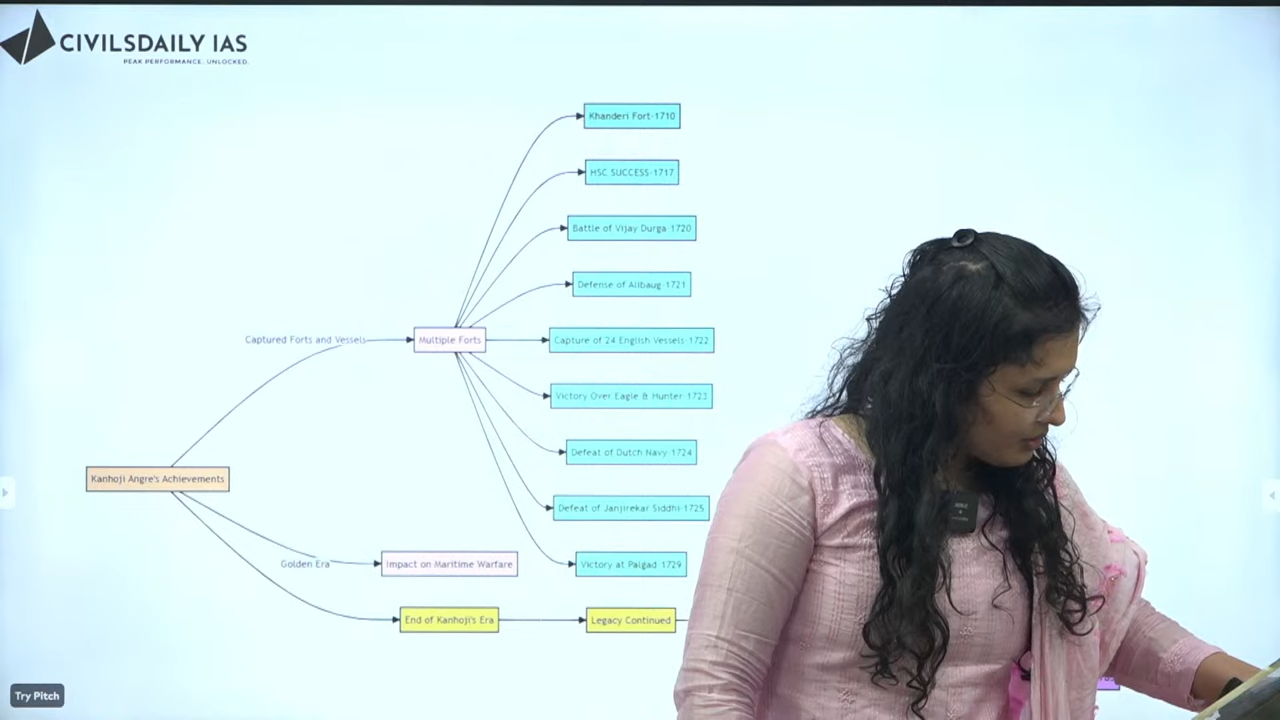 CIVILSDAILY IAS
PEAK PERFORMANCE. UNLOCKED.
Khanderi Fort-1710
HSC SUCCESS-1717
Battle of Vijay Durga-1720
Defense of Alibaug-1721
Captured Forts and Vessels
Multiple Forts
Capture of 24 English Vessels-1722
Victory Over Eagle & Hunter-1723
Defeat of Dutch Navy-1724
Kanhoji Angre's Achievements
Defeat of Janjirekar Siddhi-1725
Golden Era
Impact on Maritime Warfare
Victory at Palgad-1729
End of Kanhoji's Era
Legacy Continued
Try Pitch